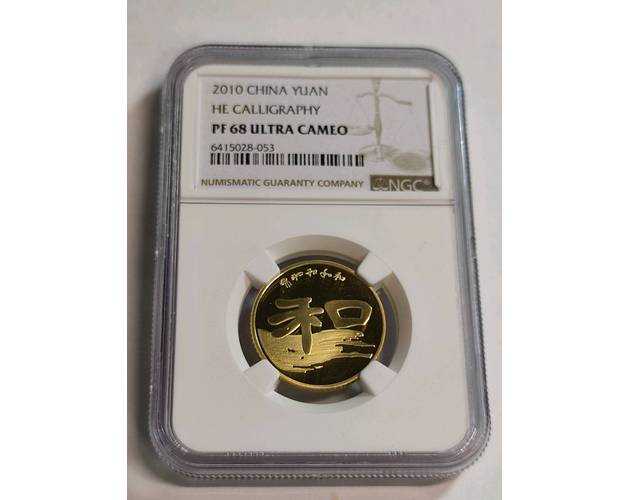 2010 CHINA YUAN
HE CALLIGRAPHY
PF 68 ULTRA CAMEO
6415028-053
NUMISMATIC GUARANTY COMPANY NGC®
和